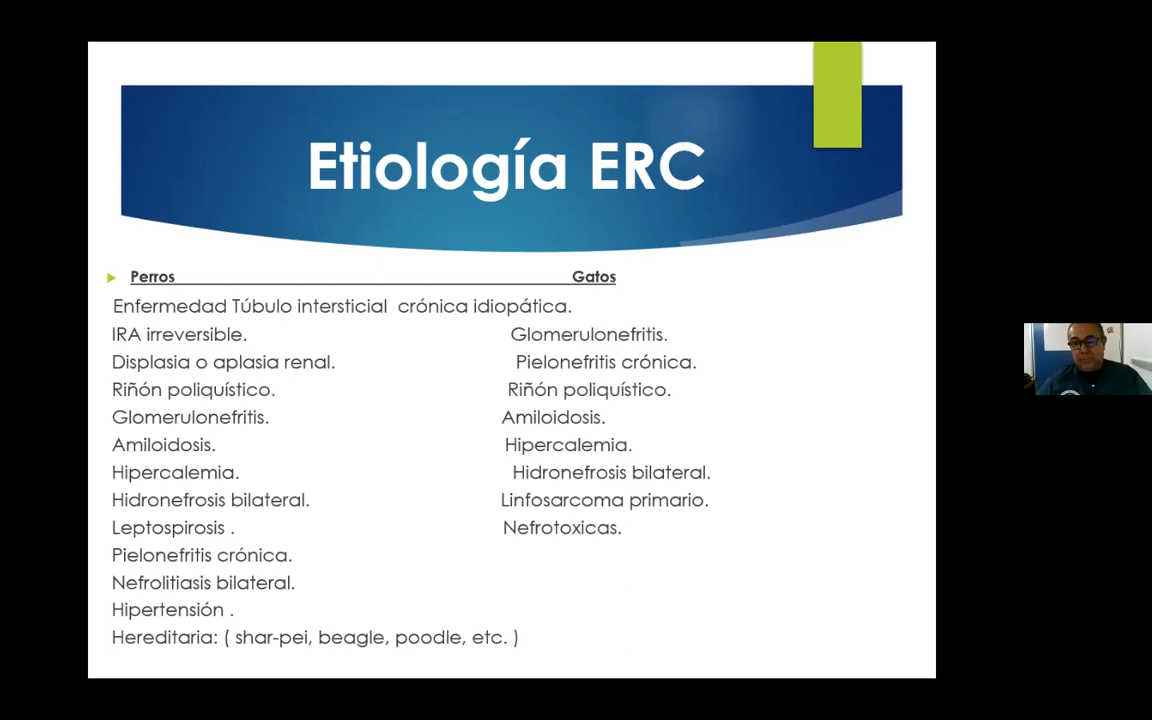 Etiología ERC
Perros Gatos
Enfermedad Túbulo intersticial crónica idiopática.
IRA irreversible. Glomerulonefritis.
Displasia o aplasia renal. Pielonefritis crónica.
Riñón poliquístico. Riñón poliquístico.
Glomerulonefritis. Amiloidosis.
Amiloidosis. Hipercalemia.
Hipercalemia. Hidronefrosis bilateral.
Hidronefrosis bilateral. Linfosarcoma primario.
Leptospirosis . Nefrotoxicas.
Pielonefritis crónica.
Nefrolitiasis bilateral.
Hipertensión .
Hereditaria: ( shar-pei, beagle, poodle, etc. )